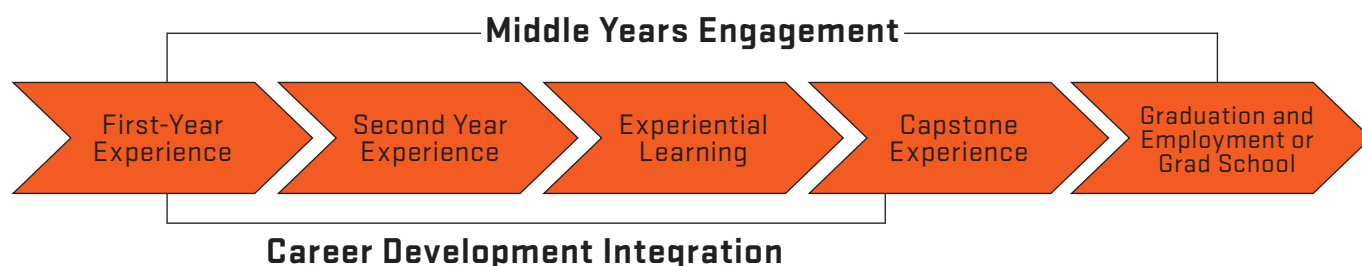 Middle Years Engagement
First-Year
Experience
Second Year
Experience
Experiential
Learning
Capstone
Experience
Graduation and
Employment or
Grad School
Career Development Integration